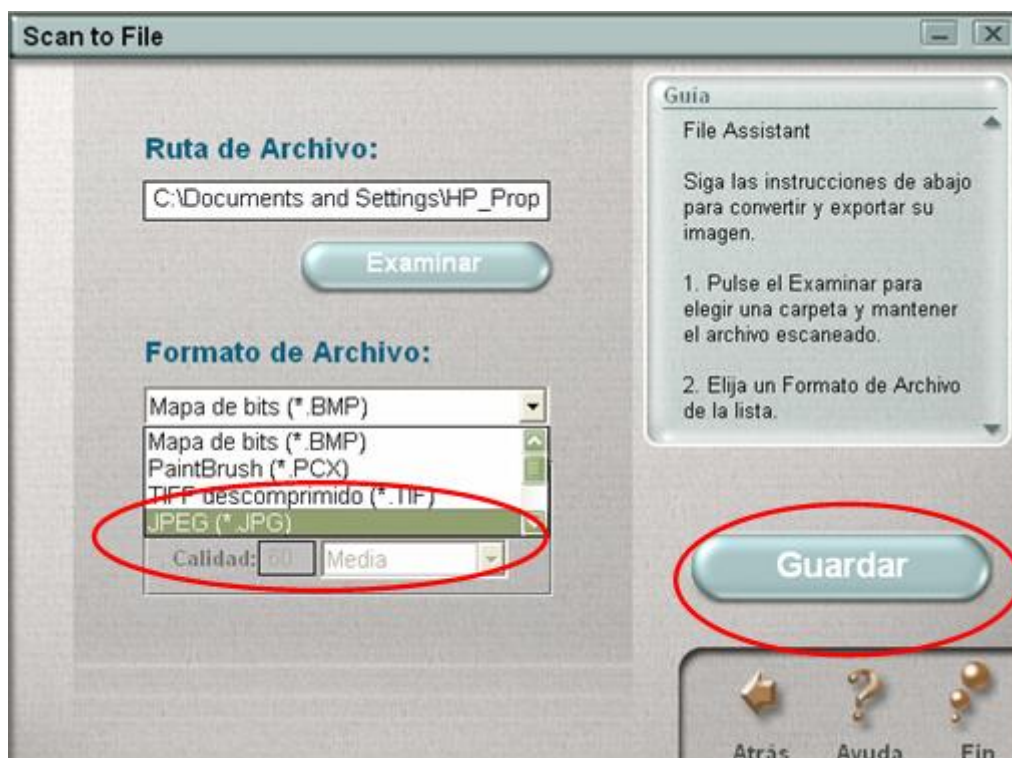 Scan to File
Ruta de Archivo:
C:\Documents and Settings\HP_Prop
Examinar
Formato de Archivo:
Mapa de bits (*.BMP)
Mapa de bits (*.BMP)
PaintBrush (*.PCX)
TIFF descomprimido (*.TIF)
JPEG (*.JPG)
Calidad: 60 Media
Guía
File Assistant
Siga las instrucciones de abajo
para convertir y exportar su
imagen.
1. Pulse el Examinar para
elegir una carpeta y mantener
el archivo escaneado.
2. Elija un Formato de Archivo
de la lista.
Guardar
Atrás Ayuda Fin